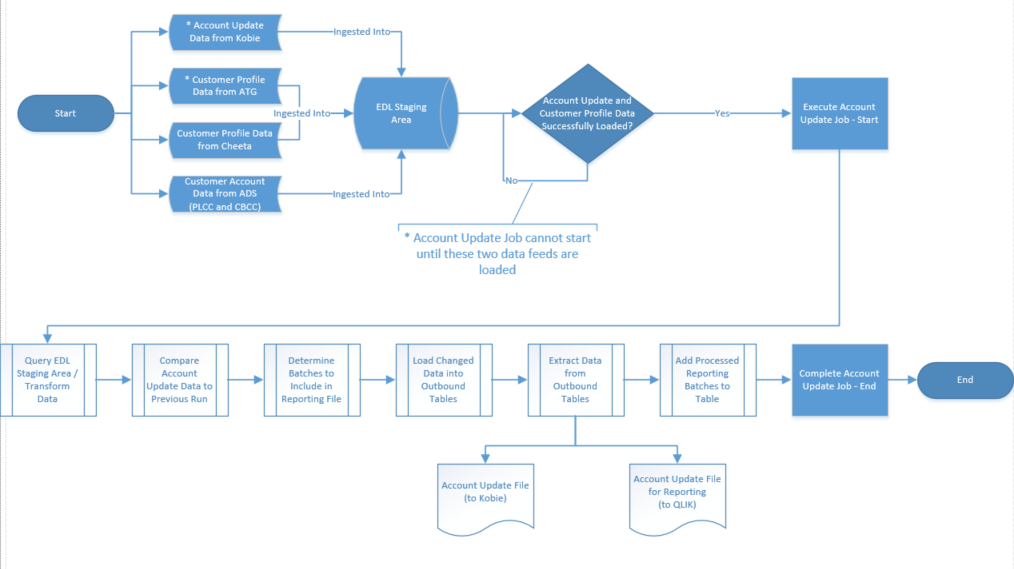 * Account Update
Data from Kobie
Ingested Into
* Customer Profile
Data from ATG
Start
Ingested Into
EDL Staging
Area
Customer Profile Data
from Cheeta
Customer Account
Data from ADS
(PLCC and CBCC)
Ingested Into
Account Update and
Customer Profile Data
Successfully Loaded?
Yes
No
Execute Account
Update Job - Start
* Account Update Job cannot start
until these two data feeds are
loaded
Query EDL
Staging Area /
Transform
Data
Compare
Account
Update Data to
Previous Run
Determine
Batches to
Include in
Reporting File
Load Changed
Data into
Outbound
Tables
Extract Data
from
Outbound
Tables
Add Processed
Reporting
Batches to
Table
Complete Account
Update Job - End
End
Account Update File
(to Kobie)
Account Update File
for Reporting
(to QLIK)